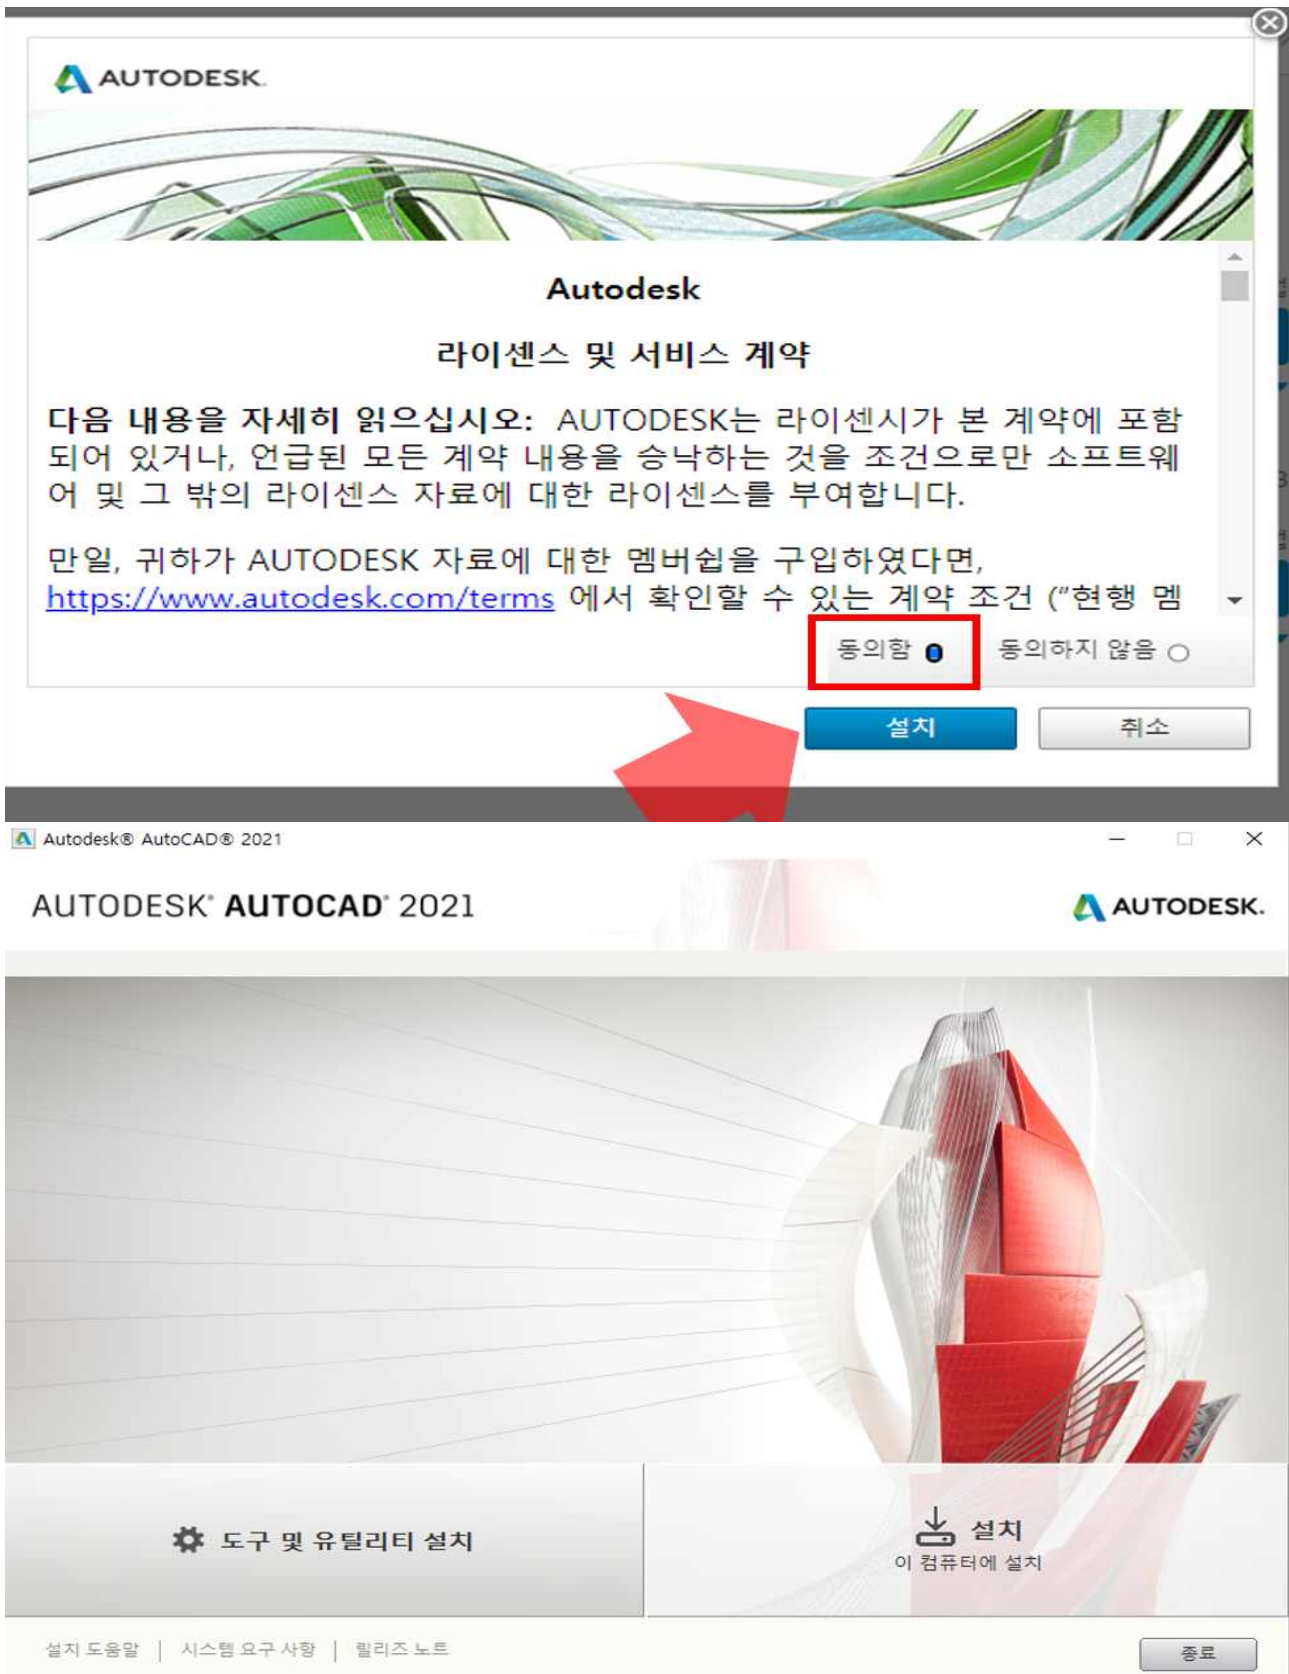 AUTODESK.
Autodesk
라이센스 및 서비스 계약
다음 내용을 자세히 읽으십시오: AUTODESK는 라이센시가 본 계약에 포함
되어 있거나, 언급된 모든 계약 내용을 승낙하는 것을 조건으로만 소프트웨
어 및 그 밖의 라이센스 자료에 대한 라이센스를 부여합니다.
만일, 귀하가 AUTODESK 자료에 대한 멤버쉽을 구입하였다면,
https://www.autodesk.com/terms 에서 확인할 수 있는 계약 조건 ("현행 멤
동의함 동의하지 않음
설치 취소
Autodesk® AutoCAD® 2021
AUTODESK® AUTOCAD® 2021
AUTODESK.
도구 및 유틸리티 설치
설치
이 컴퓨터에 설치
설치 도움말 | 시스템 요구 사항 | 릴리즈 노트
종료